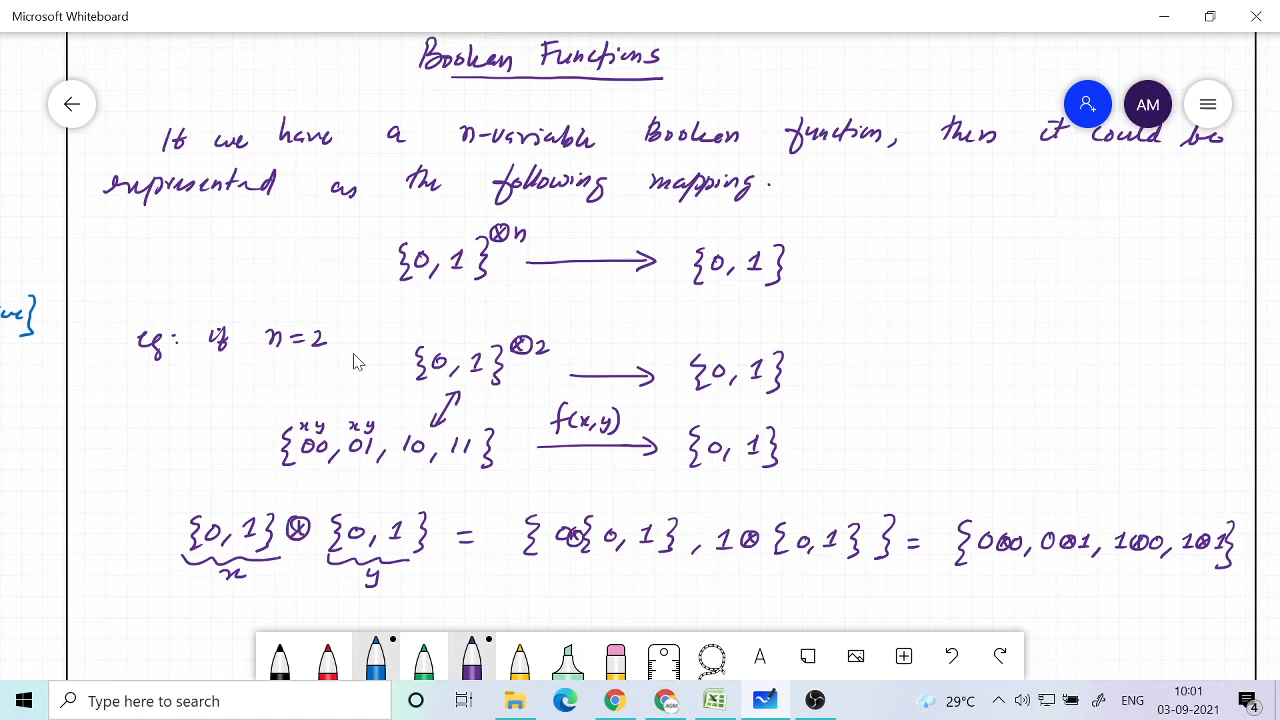 Microsoft Whiteboard
Boolean Functions
AM
If we have a n-variable Boolean function, then it could be
represented as the following mapping.
{0, 1}^⊗n ⟶ {0, 1}
eg: if n = 2
{0, 1}^⊗2 ⟶ {0, 1}
x y x y f(x,y)
{00, 01, 10, 11} ⟶ {0, 1}
{0, 1} ⊗ {0, 1} = { 0⊗{0, 1}, 1⊗{0,1} } = {0⊗0, 0⊗1, 1⊗0, 1⊗1}
x y
A
Type here to search
29°C
ENG
10:01
03-09-2021
4